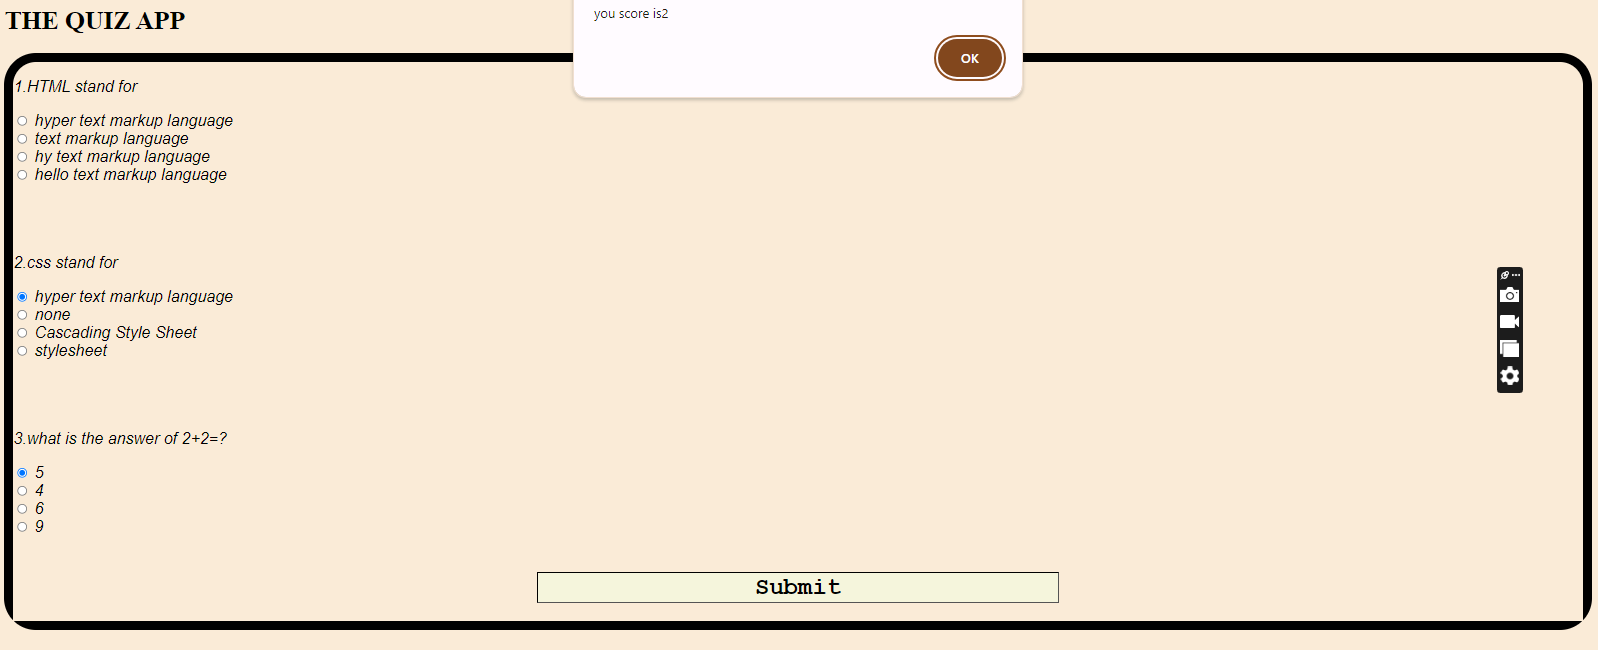 THE QUIZ APP
you score is2
OK
1.HTML stand for
hyper text markup language
text markup language
hy text markup language
hello text markup language
2.css stand for
hyper text markup language
none
Cascading Style Sheet
stylesheet
3.what is the answer of 2+2=?
5
4
6
9
Submit